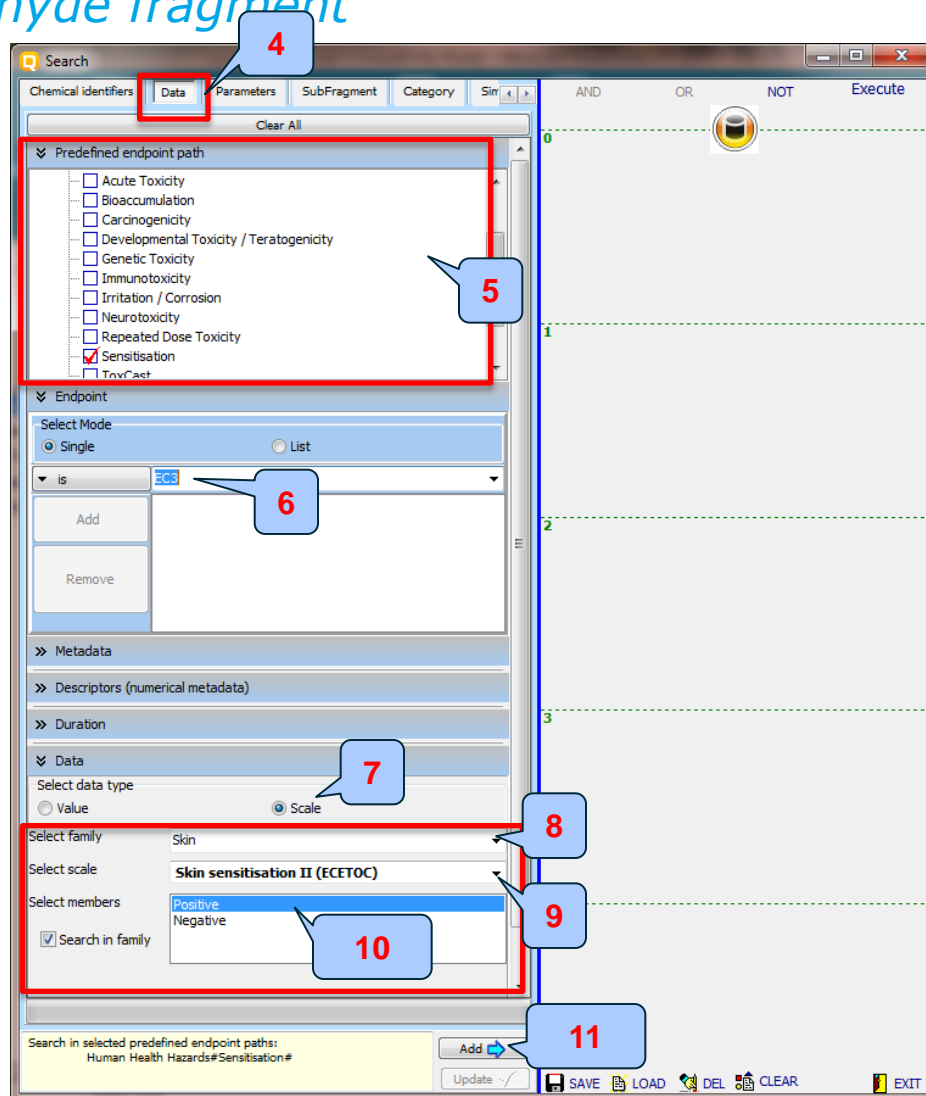 hyde fragment
4
Search
Chemical identifiers Data Parameters SubFragment Category Sim
AND OR NOT Execute
Clear All
0
Predefined endpoint path
Acute Toxicity
Bioaccumulation
Carcinogenicity
Developmental Toxicity / Teratogenicity
Genetic Toxicity
Immunotoxicity
Irritation / Corrosion
Neurotoxicity
Repeated Dose Toxicity
Sensitisation
ToxCast
5
1
Endpoint
Select Mode
Single List
is EC3
6
Add
Remove
2
Metadata
Descriptors (numerical metadata)
Duration
3
Data
7
Select data type
Value Scale
Select family Skin
8
Select scale Skin sensitisation II (ECETOC)
Select members Positive
Negative
9
Search in family
10
Search in selected predefined endpoint paths:
Human Health Hazards#Sensitisation#
Add
11
Update
SAVE LOAD DEL CLEAR EXIT